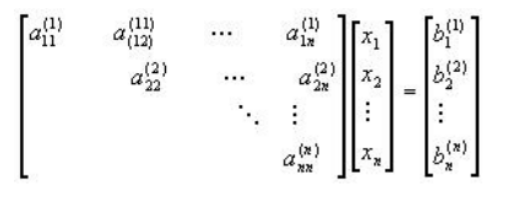 a_{11}^{(1)} a_{(12)}^{(11)} ⋯ a_{1n}^{(1)} x_1 b_1^{(1)}
a_{22}^{(2)} ⋯ a_{2n}^{(2)} x_2 = b_2^{(2)}
⋱ ⋮ ⋮ ⋮
a_{nn}^{(n)} x_n b_n^{(n)}